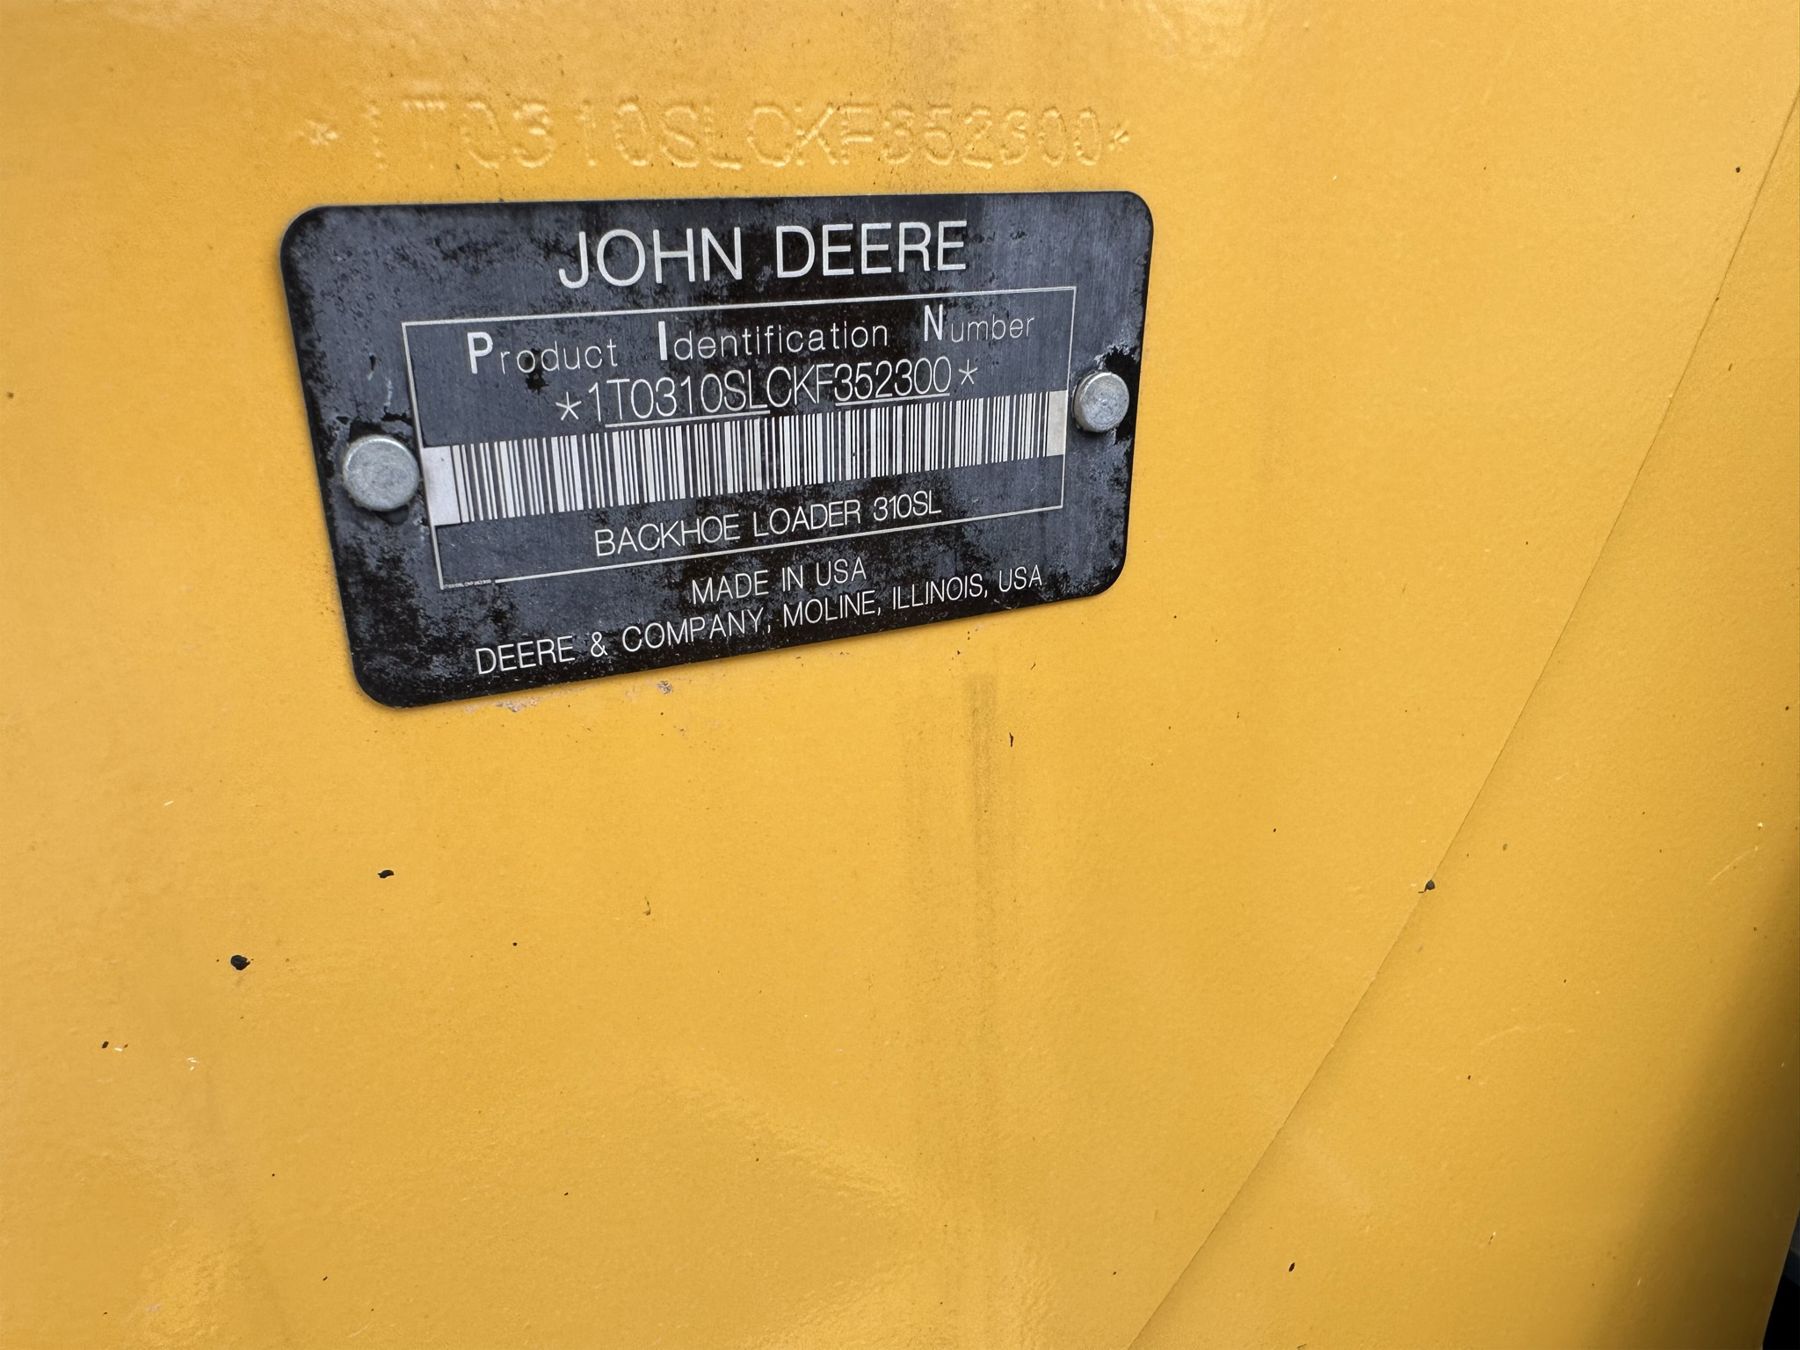 *1T0310SLCKF352300*
JOHN DEERE
Product Identification Number
*1T0310SLCKF352300*
BACKHOE LOADER 310SL
MADE IN USA
DEERE & COMPANY, MOLINE, ILLINOIS, USA